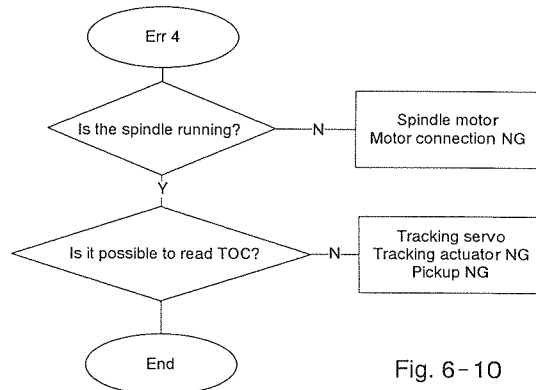 Err 4
Is the spindle running?
N
Spindle motor
Motor connection NG
Y
Is it possible to read TOC?
N
Tracking servo
Tracking actuator NG
Pickup NG
End
Fig. 6-10